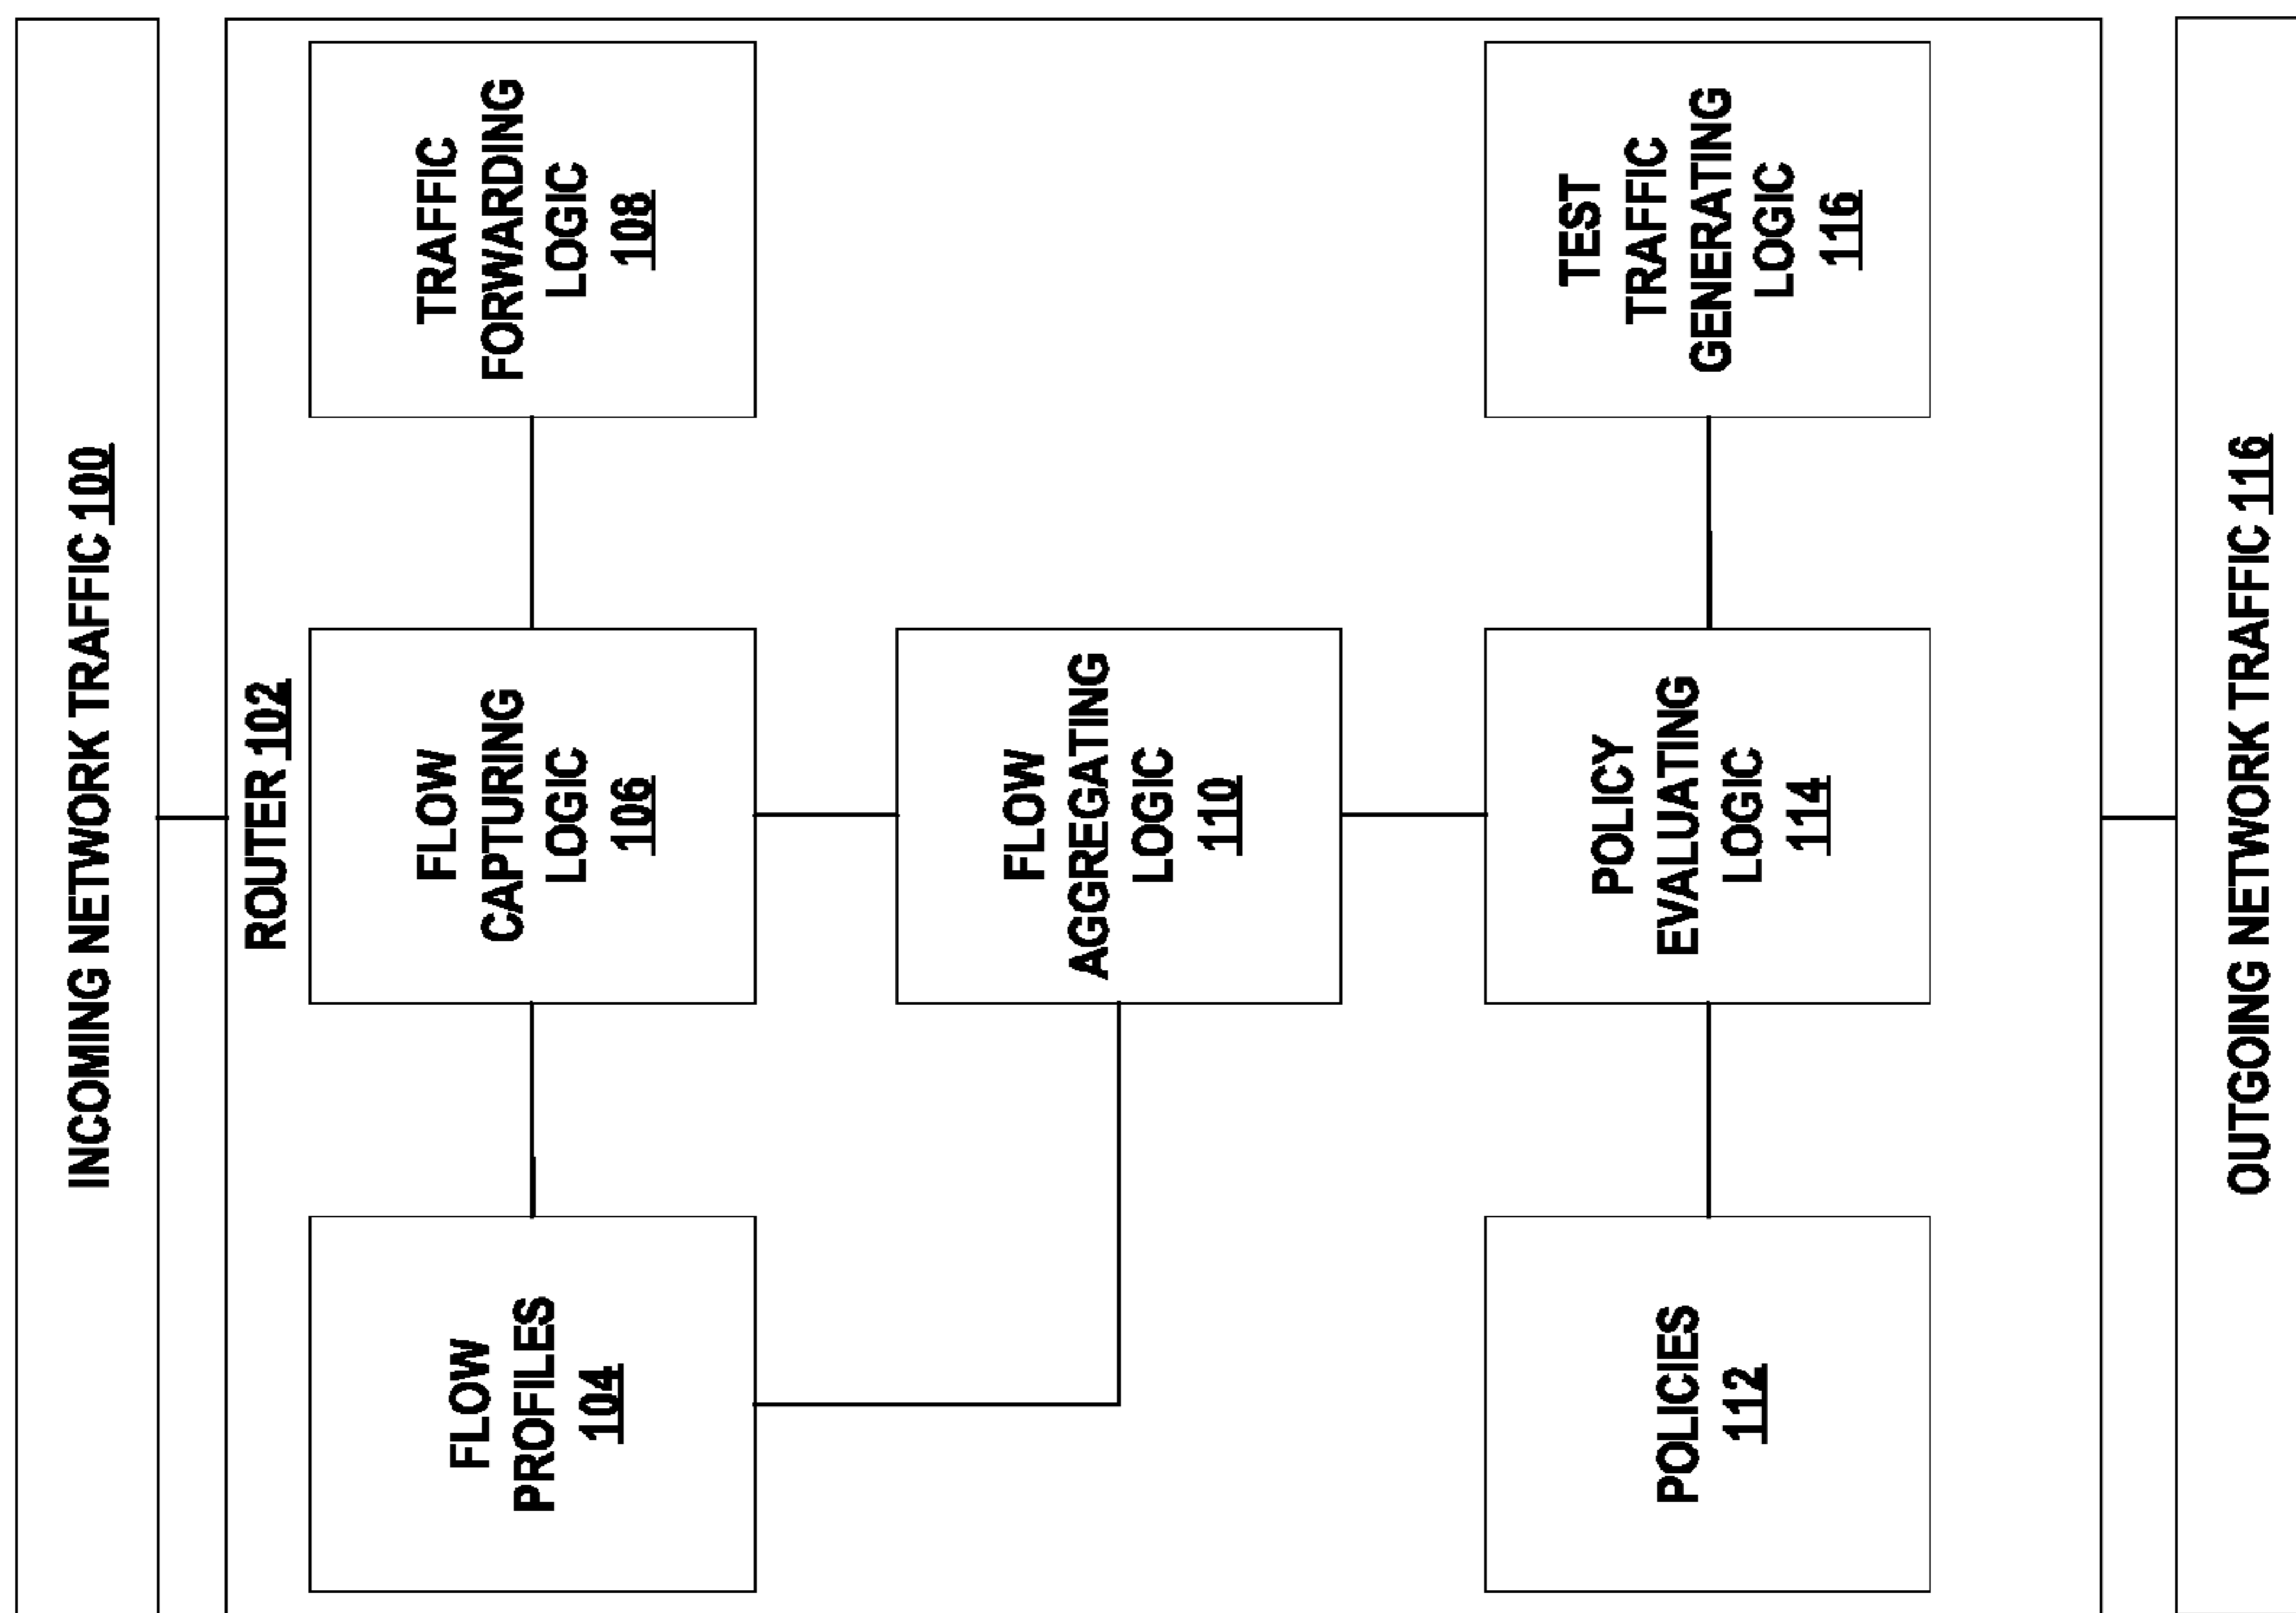 INCOMING NETWORK TRAFFIC 100
ROUTER 102
FLOW
PROFILES
104
FLOW
CAPTURING
LOGIC
106
TRAFFIC
FORWARDING
LOGIC
108
FLOW
AGGREGATING
LOGIC
110
POLICIES
112
POLICY
EVALUATING
LOGIC
114
TEST
TRAFFIC
GENERATING
LOGIC
116
OUTGOING NETWORK TRAFFIC 116